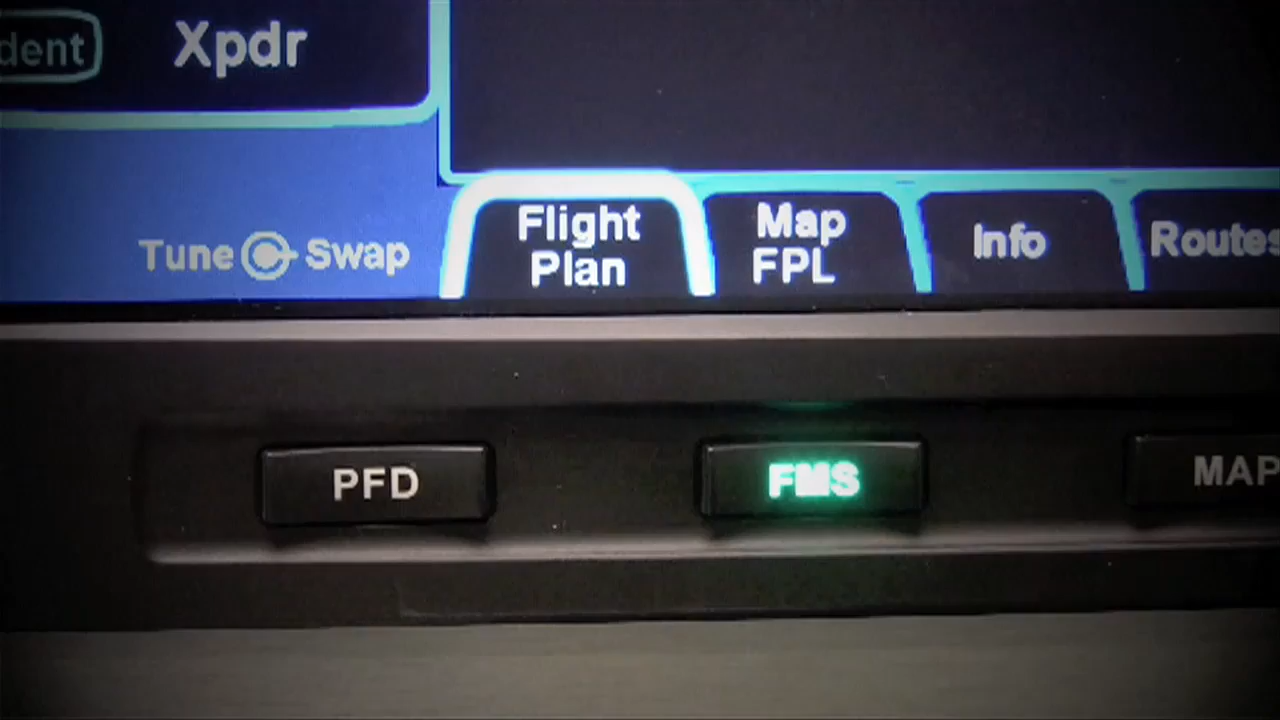 dent
Xpdr
Tune Swap
Flight
Plan
Map
FPL
Info
Routes
PFD
FMS
MAP